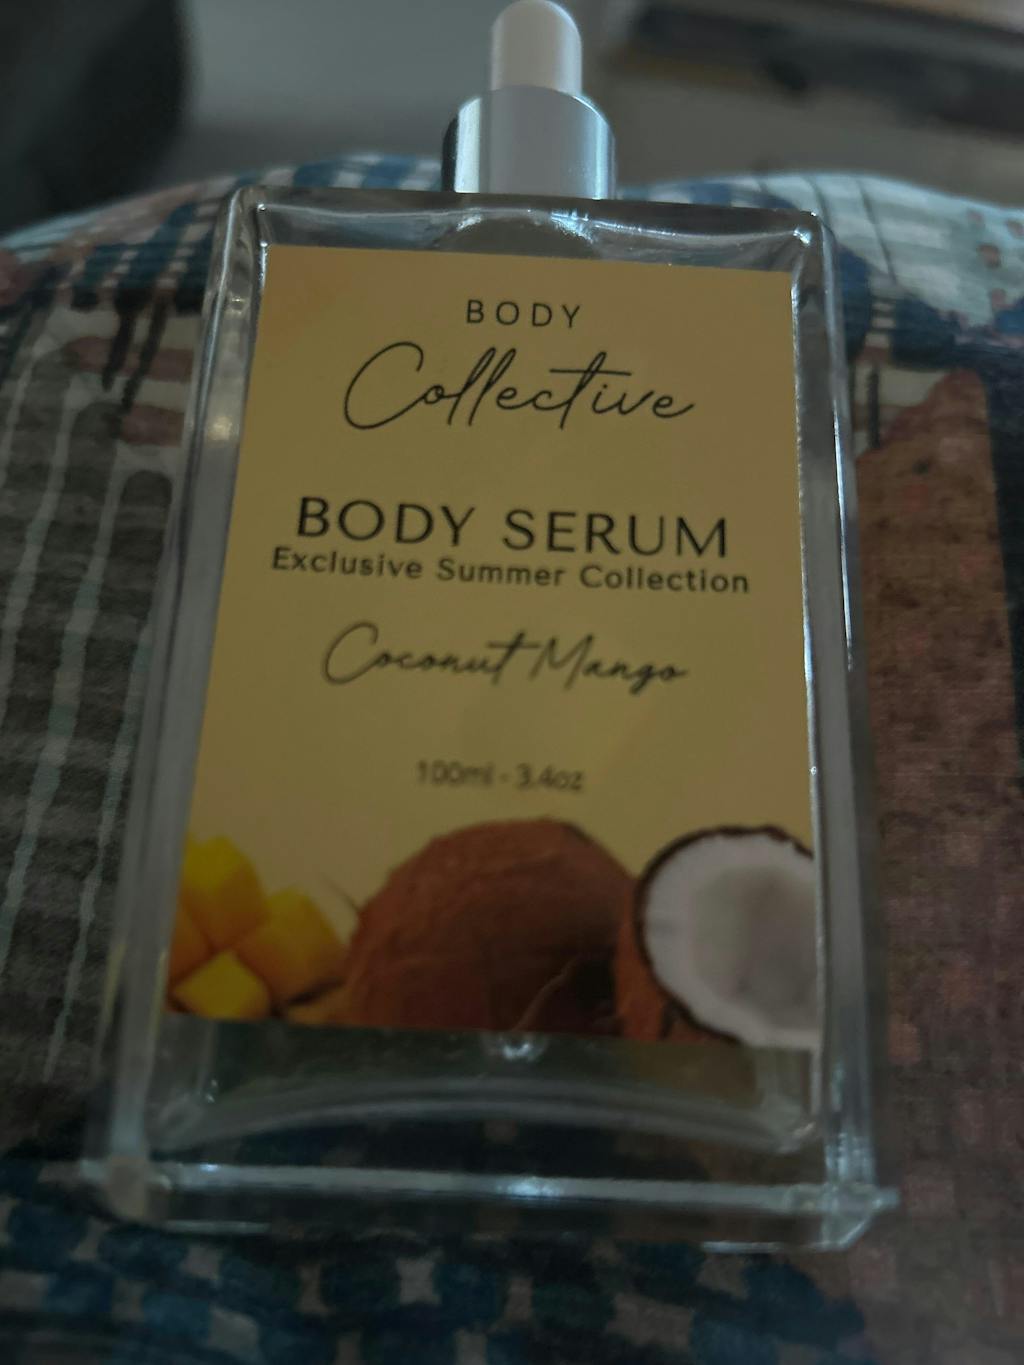 BODY
Collective
BODY SERUM
Exclusive Summer Collection
Coconut Mango
100ml - 3.4oz